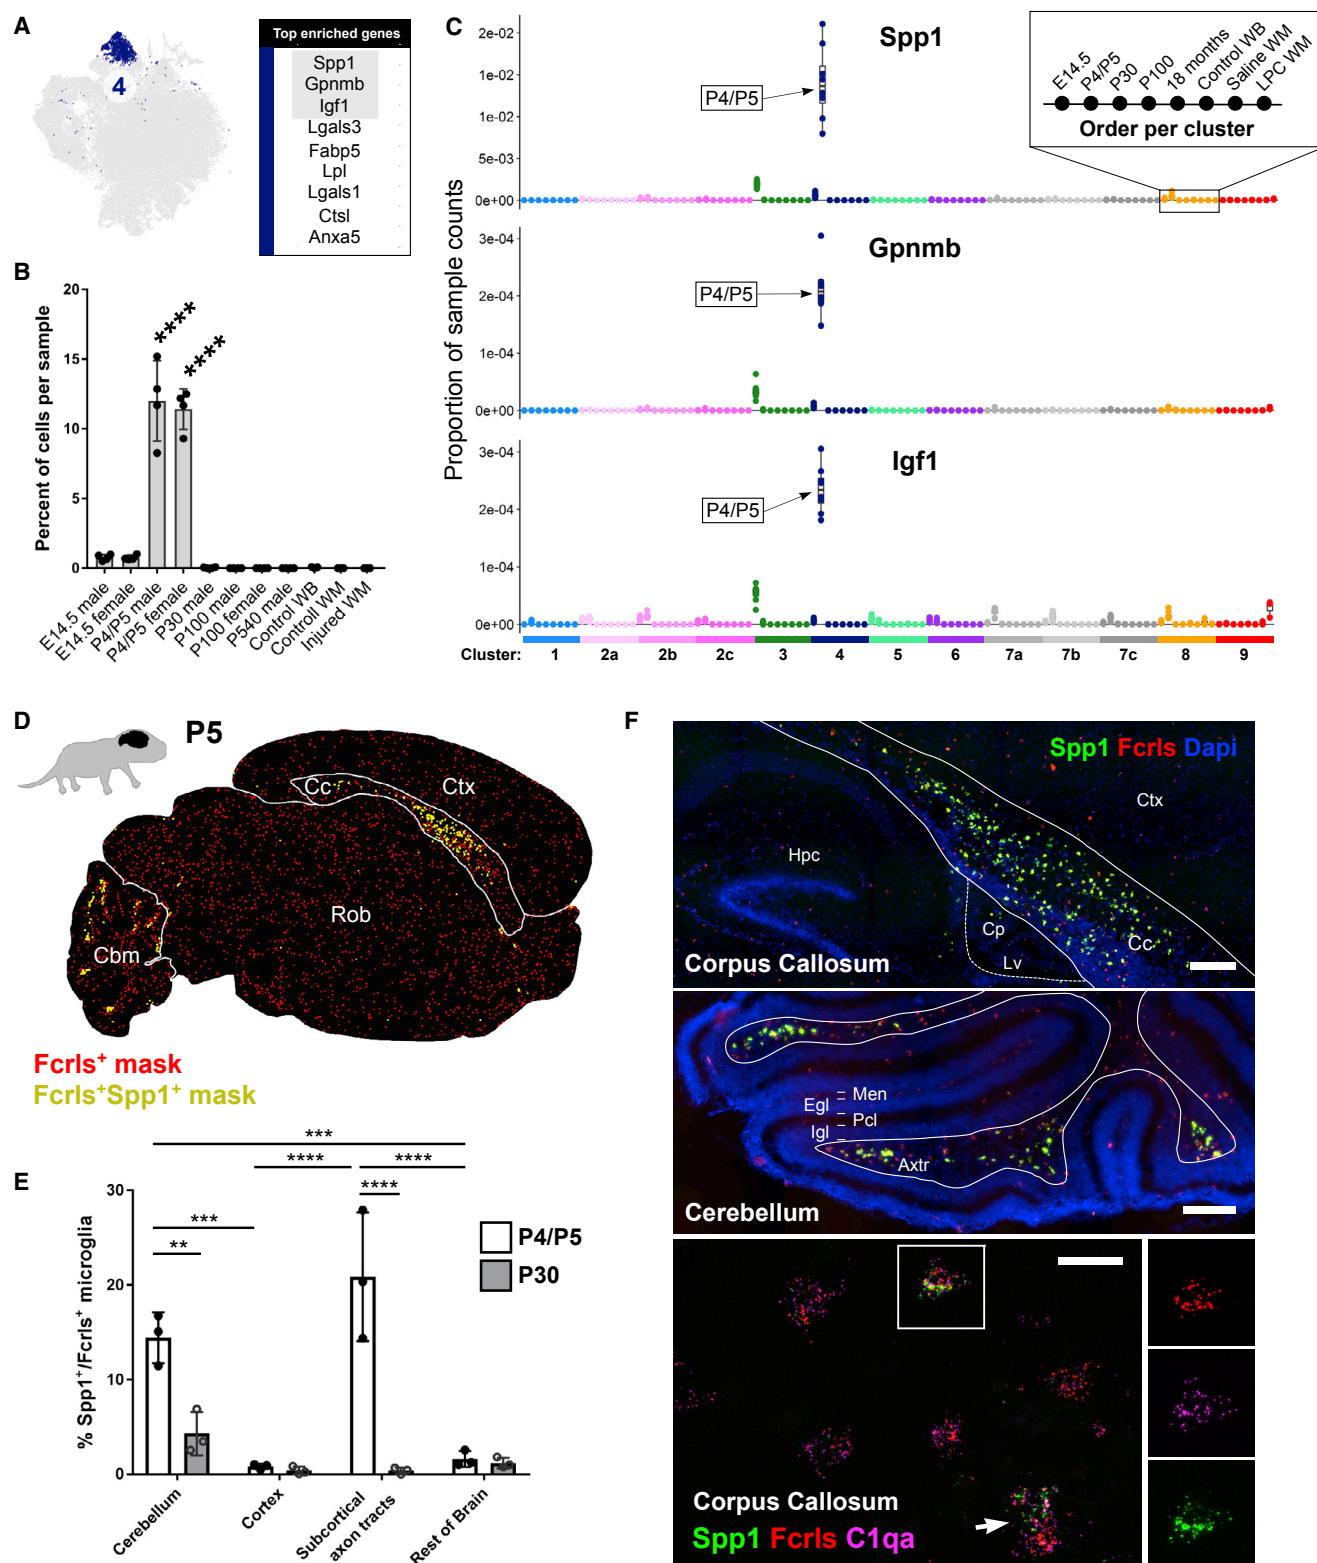 A
4
Top enriched genes
Spp1
Gpnmb
Igf1
Lgals3
Fabp5
Lpl
Lgals1
Ctsl
Anxa5
B
Percent of cells per sample
20
15
10
5
0
****
****
E14.5 male
E14.5 female
P4/P5 male
P4/P5 female
P30 male
P100 male
P100 female
P540 male
Control WB
Controll WM
Injured WM
C
Proportion of sample counts
Spp1
2e-02
1e-02
1e-02
5e-03
0e+00
P4/P5
E14.5
P4/P5
P30
P100
18 months
Control WB
Saline WM
LPC WM
Order per cluster
Gpnmb
3e-04
2e-04
1e-04
0e+00
P4/P5
Igf1
3e-04
2e-04
1e-04
0e+00
P4/P5
Cluster: 1 2a 2b 2c 3 4 5 6 7a 7b 7c 8 9
D
P5
Cc
Ctx
Rob
Cbm
Fcrls+ mask
Fcrls+Spp1+ mask
E
% Spp1+/Fcrls+ microglia
30
20
10
0
***
**** ****
****
***
**
P4/P5
P30
Cerebellum
Cortex
Subcortical
axon tracts
Rest of Brain
F
Spp1 Fcrls Dapi
Ctx
Hpc
Cp
Cc
Lv
Corpus Callosum
Men
Egl
Pcl
Igl
Axtr
Cerebellum
Corpus Callosum
Spp1 Fcrls C1qa